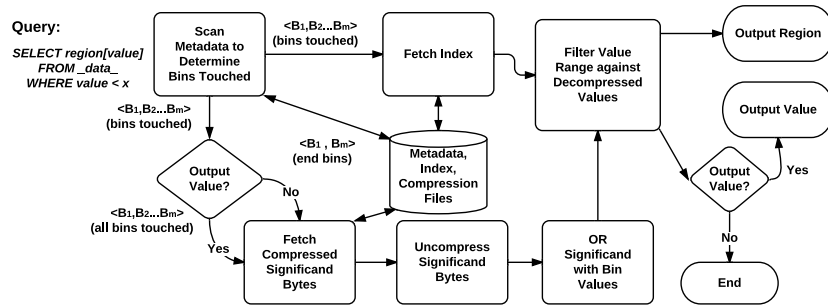 Query:
SELECT region[value]
FROM _data_
WHERE value < x
Scan
Metadata to
Determine
Bins Touched
<B1,B2...Bm>
(bins touched)
Fetch Index
Filter Value
Range against
Decompressed
Values
Output Region
Output Value
<B1,B2...Bm>
(bins touched)
<B1 , Bm>
(end bins)
Metadata,
Index,
Compression
Files
Output
Value?
No
<B1,B2...Bm>
(all bins touched)
Yes
Output
Value?
Yes
No
Fetch
Compressed
Significand
Bytes
Uncompress
Significand
Bytes
OR
Significand
with Bin
Values
End